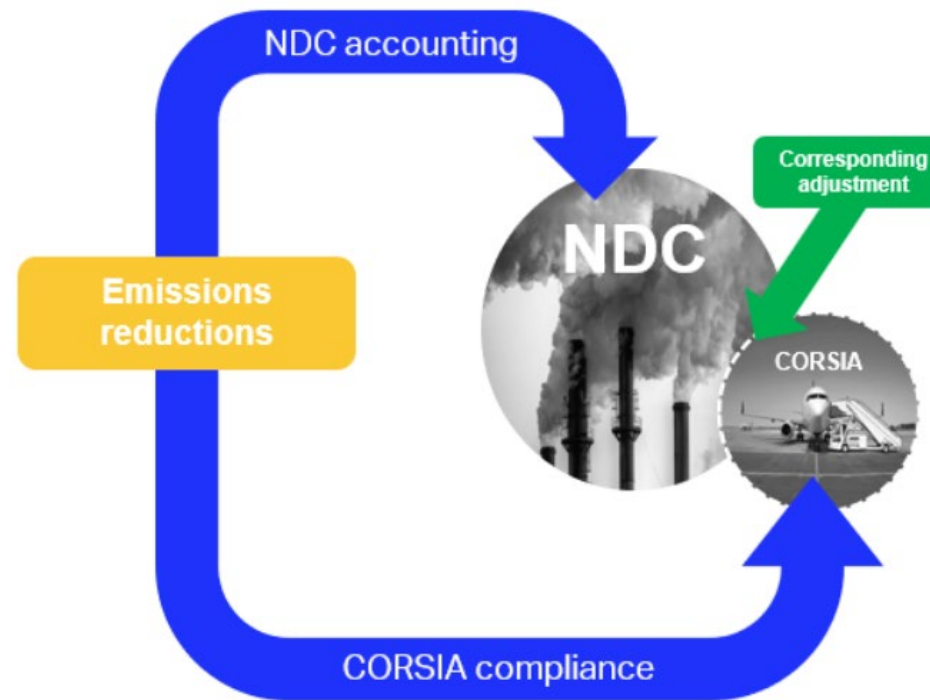 NDC accounting
Corresponding
adjustment
NDC
Emissions
reductions
CORSIA
CORSIA compliance